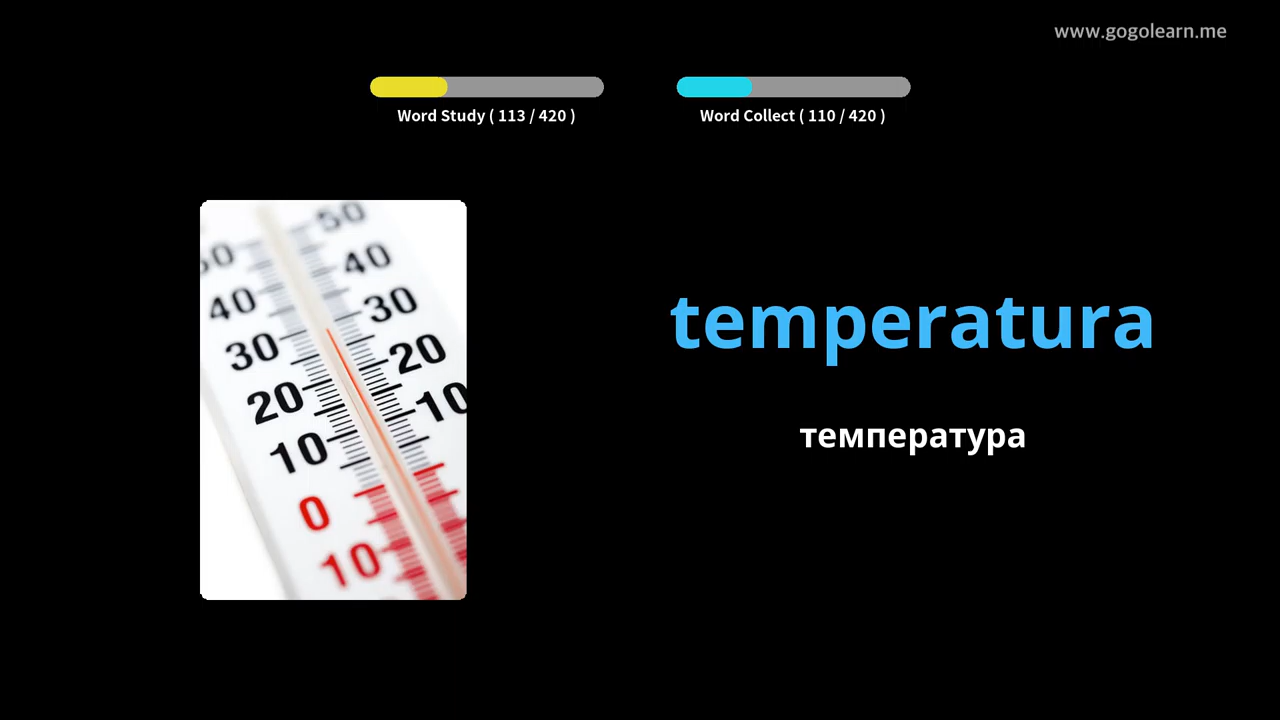 www.gogolearn.me
Word Study ( 113 / 420 )
Word Collect ( 110 / 420 )
50
50
40
40
30
30
20
20
10
10
0
10
temperatura
температура